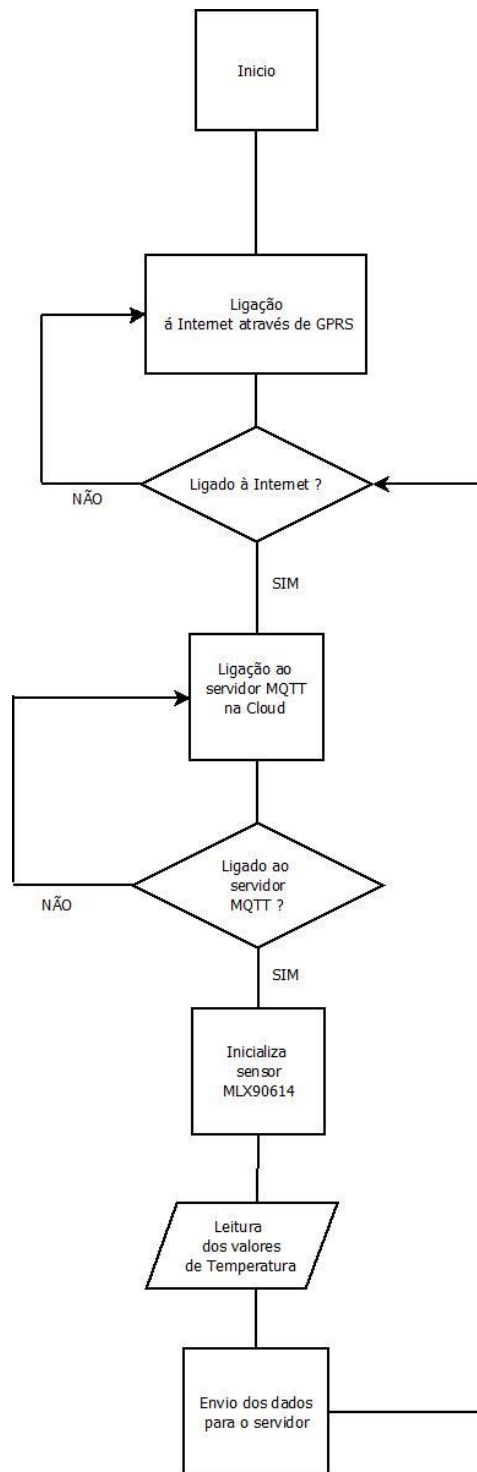 Inicio
Ligação
á Internet através de GPRS
Ligado à Internet ?
NÃO
SIM
Ligação ao
servidor MQTT
na Cloud
Ligado ao
servidor
MQTT ?
NÃO
SIM
Inicializa
sensor
MLX90614
Leitura
dos valores
de Temperatura
Envio dos dados
para o servidor